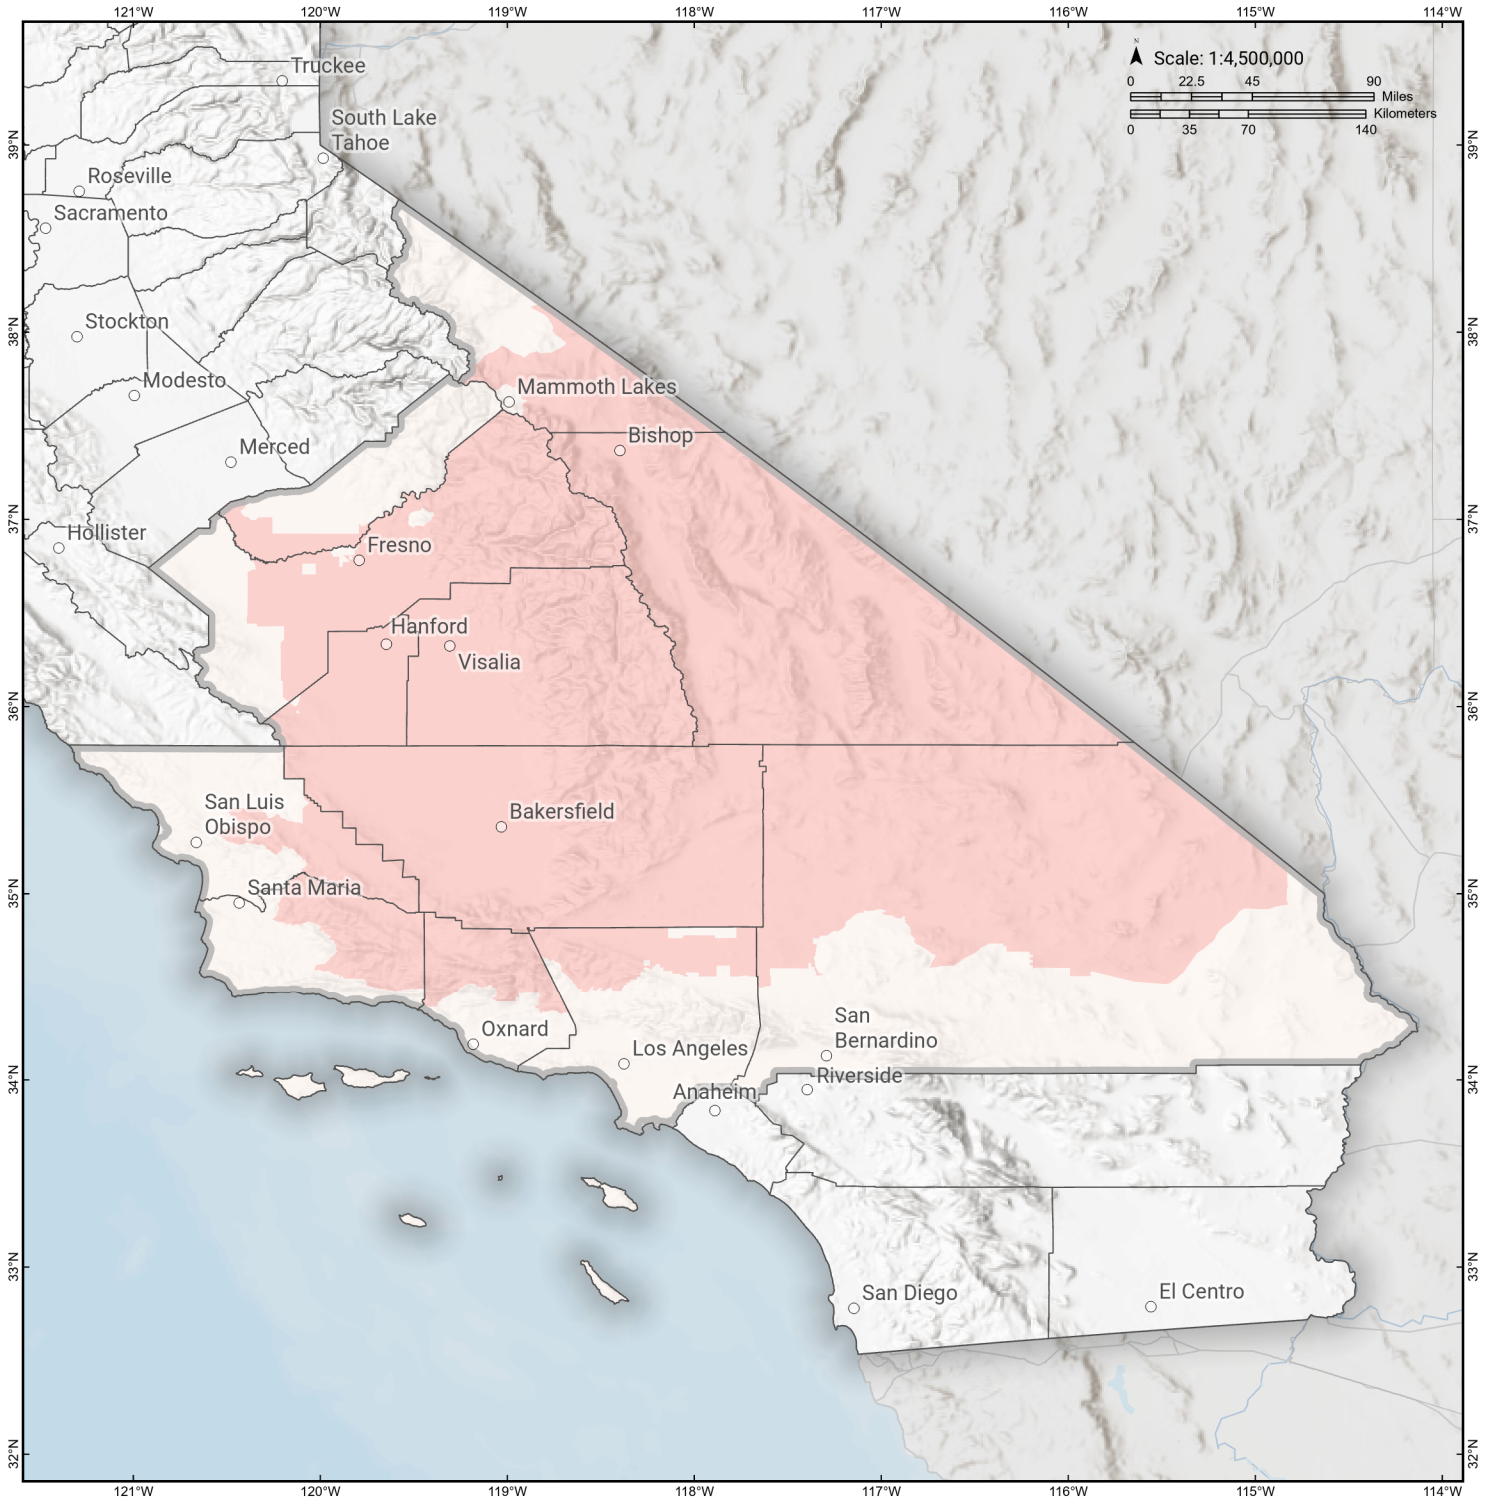 121°W
120°W
119°W
118°W
117°W
116°W
115°W
114°W
N
Scale: 1:4,500,000
0 22.5 45 90
Miles
Kilometers
0 35 70 140
Truckee
South Lake
Tahoe
39°N
39°N
Roseville
Sacramento
Stockton
38°N
38°N
Modesto
Mammoth Lakes
Bishop
Merced
37°N
37°N
Hollister
Fresno
Hanford
Visalia
36°N
36°N
San Luis
Obispo
Bakersfield
Santa Maria
35°N
35°N
Oxnard
San
Bernardino
Los Angeles
Riverside
34°N
34°N
Anaheim
33°N
33°N
San Diego
El Centro
32°N
32°N
121°W
120°W
119°W
118°W
117°W
116°W
115°W
114°W